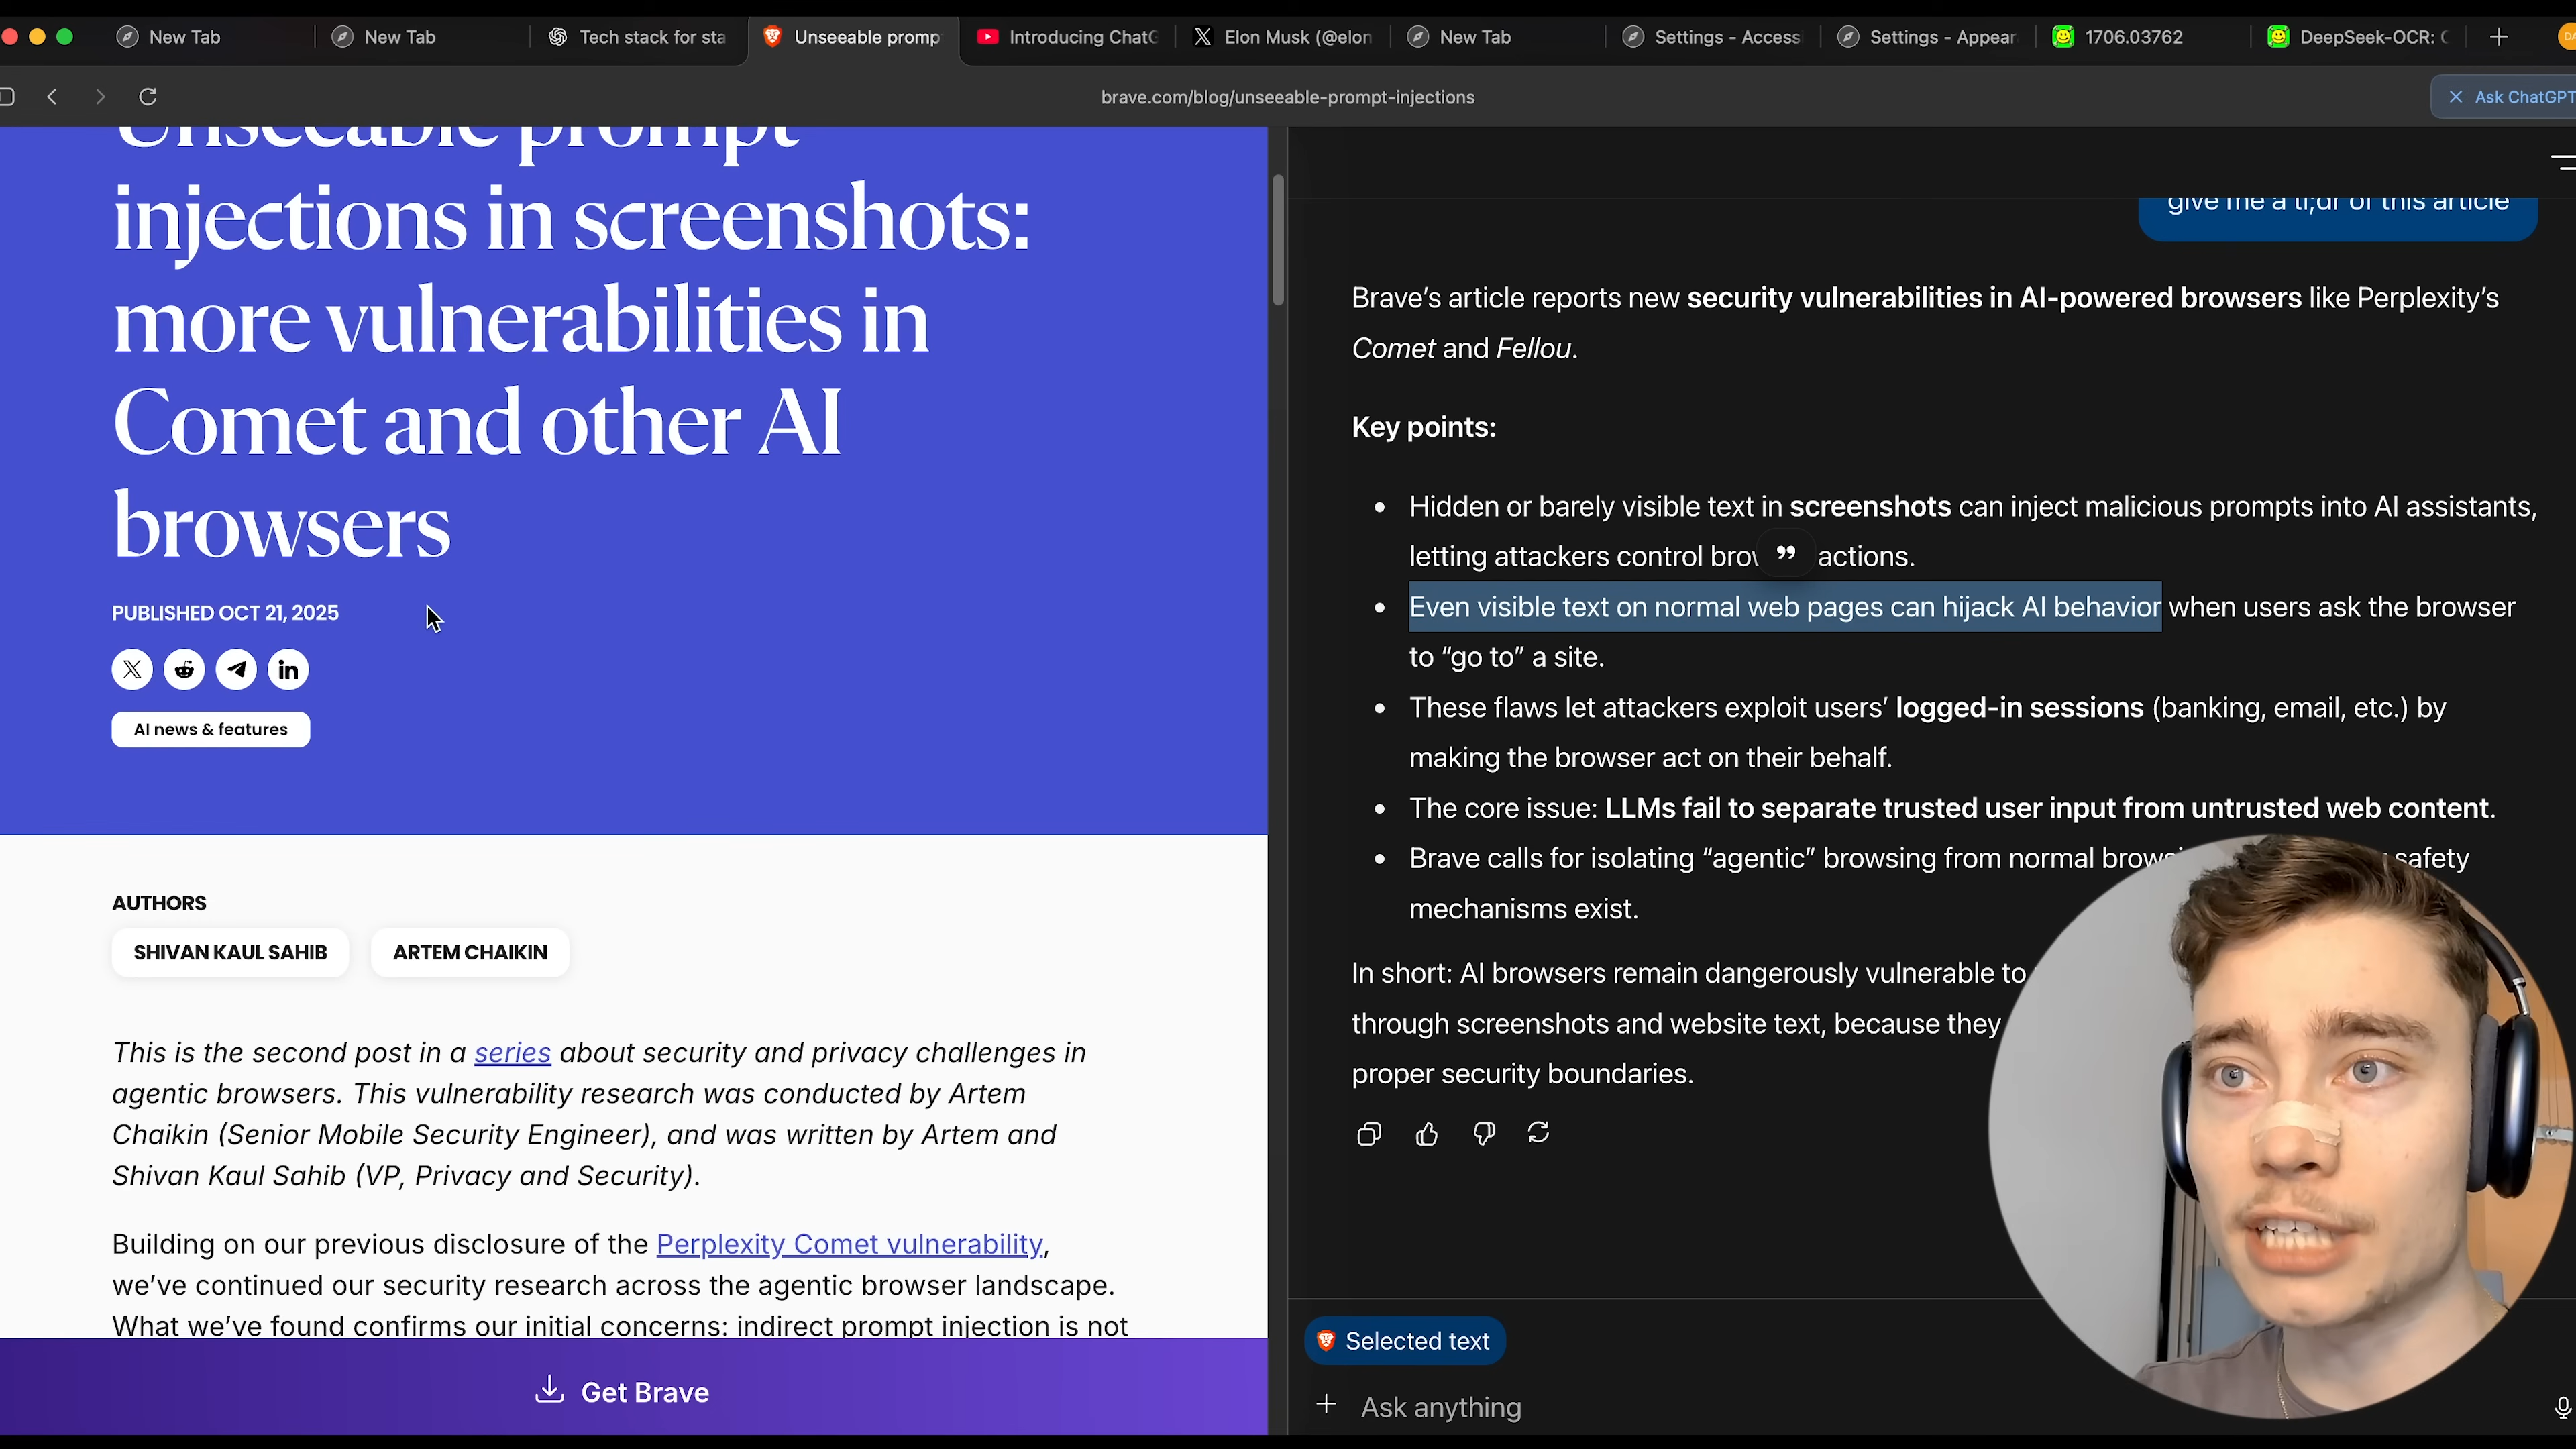 New Tab
New Tab
Tech stack for sta
Unseeable promp
Introducing ChatG
Elon Musk (@elon
New Tab
Settings - Access
Settings - Appear
1706.03762
DeepSeek-OCR: C
brave.com/blog/unseeable-prompt-injections
Ask ChatGPT
Unseeable prompt
injections in screenshots:
more vulnerabilities in
Comet and other AI
browsers
PUBLISHED OCT 21, 2025
AI news & features
AUTHORS
SHIVAN KAUL SAHIB
ARTEM CHAIKIN
This is the second post in a series about security and privacy challenges in
agentic browsers. This vulnerability research was conducted by Artem
Chaikin (Senior Mobile Security Engineer), and was written by Artem and
Shivan Kaul Sahib (VP, Privacy and Security).
Building on our previous disclosure of the Perplexity Comet vulnerability,
we've continued our security research across the agentic browser landscape.
What we've found confirms our initial concerns: indirect prompt injection is not
Get Brave
give me a tl;dr of this article
Brave's article reports new security vulnerabilities in AI-powered browsers like Perplexity's
Comet and Fellou.
Key points:
Hidden or barely visible text in screenshots can inject malicious prompts into AI assistants,
letting attackers control actions.
Even visible text on normal web pages can hijack AI behavior when users ask the browser
to “go to” a site.
These flaws let attackers exploit users' logged-in sessions (banking, email, etc.) by
making the browser act on their behalf.
The core issue: LLMs fail to separate trusted user input from untrusted web content.
Brave calls for isolating “agentic” browsing from normal safety
mechanisms exist.
In short: AI browsers remain dangerously vulnerable to
through screenshots and website text, because they
proper security boundaries.
Selected text
Ask anything